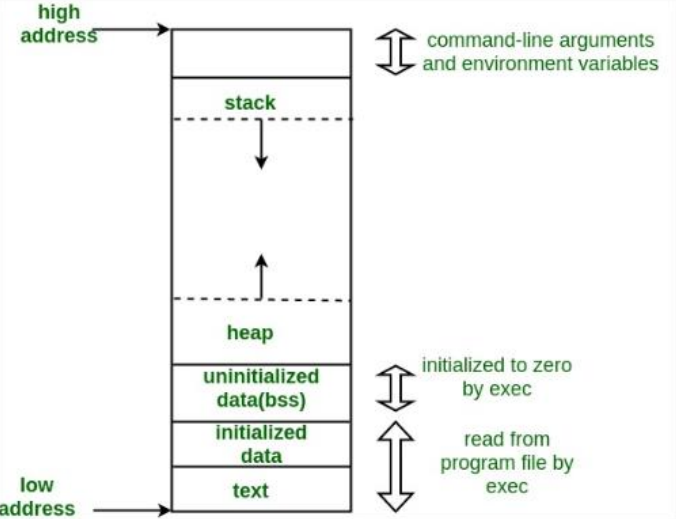 high
address
command-line arguments
and environment variables
stack
heap
uninitialized
data(bss)
initialized to zero
by exec
initialized
data
read from
program file by
exec
text
low
address